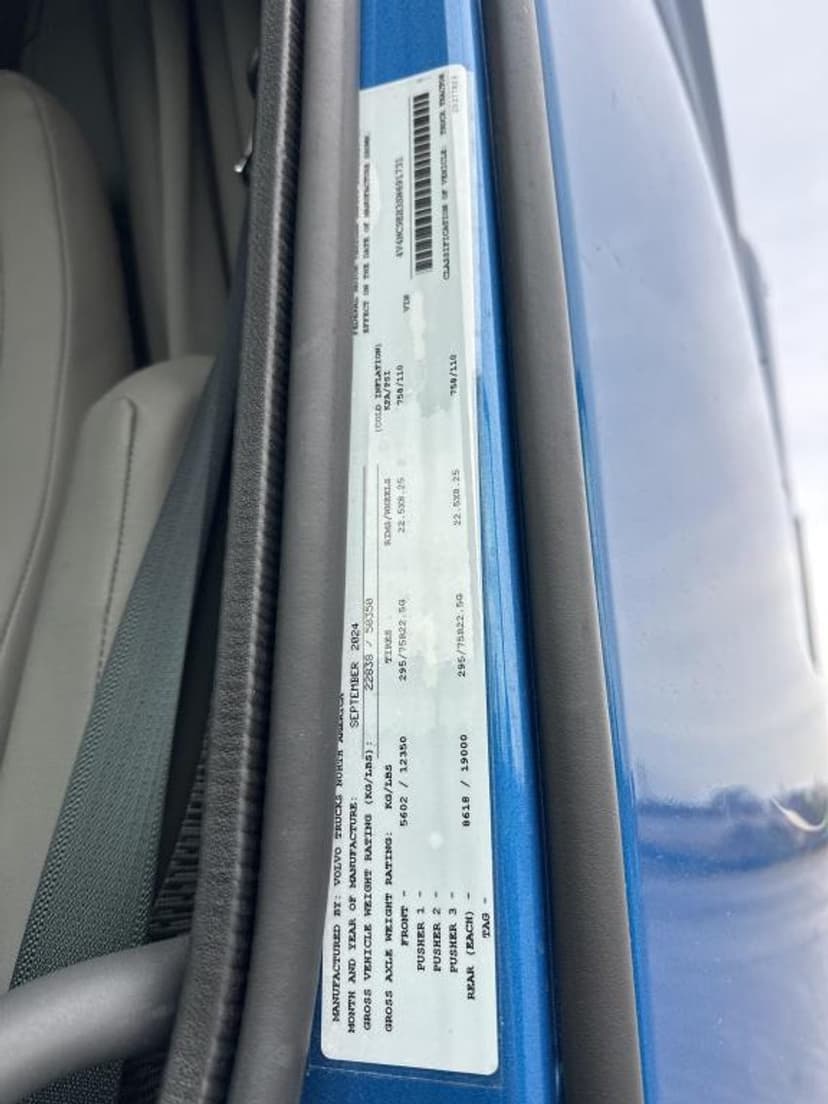 MANUFACTURED BY: VOLVO TRUCKS NORTH AMERICA
MONTH AND YEAR OF MANUFACTURE: SEPTEMBER 2024
GROSS VEHICLE WEIGHT RATING (KG/LBS): 22838 / 50350
(COLD INFLATION)
GROSS AXLE WEIGHT RATING: KG/LBS TIRES RIMS/WHEELS KPA/PSI
FRONT - 5602 / 12350 295/75R22.5G 22.5X8.25 758/110
PUSHER 1 -
PUSHER 2 -
PUSHER 3 -
REAR (EACH) - 8618 / 19000 295/75R22.5G 22.5X8.25 758/110
TAG -
FEDERAL MOTOR
EFFECT ON THE DATE OF MANUFACTURE SHOWN
VIN
CLASSIFICATION OF VEHICLE: TRUCK TRACTOR